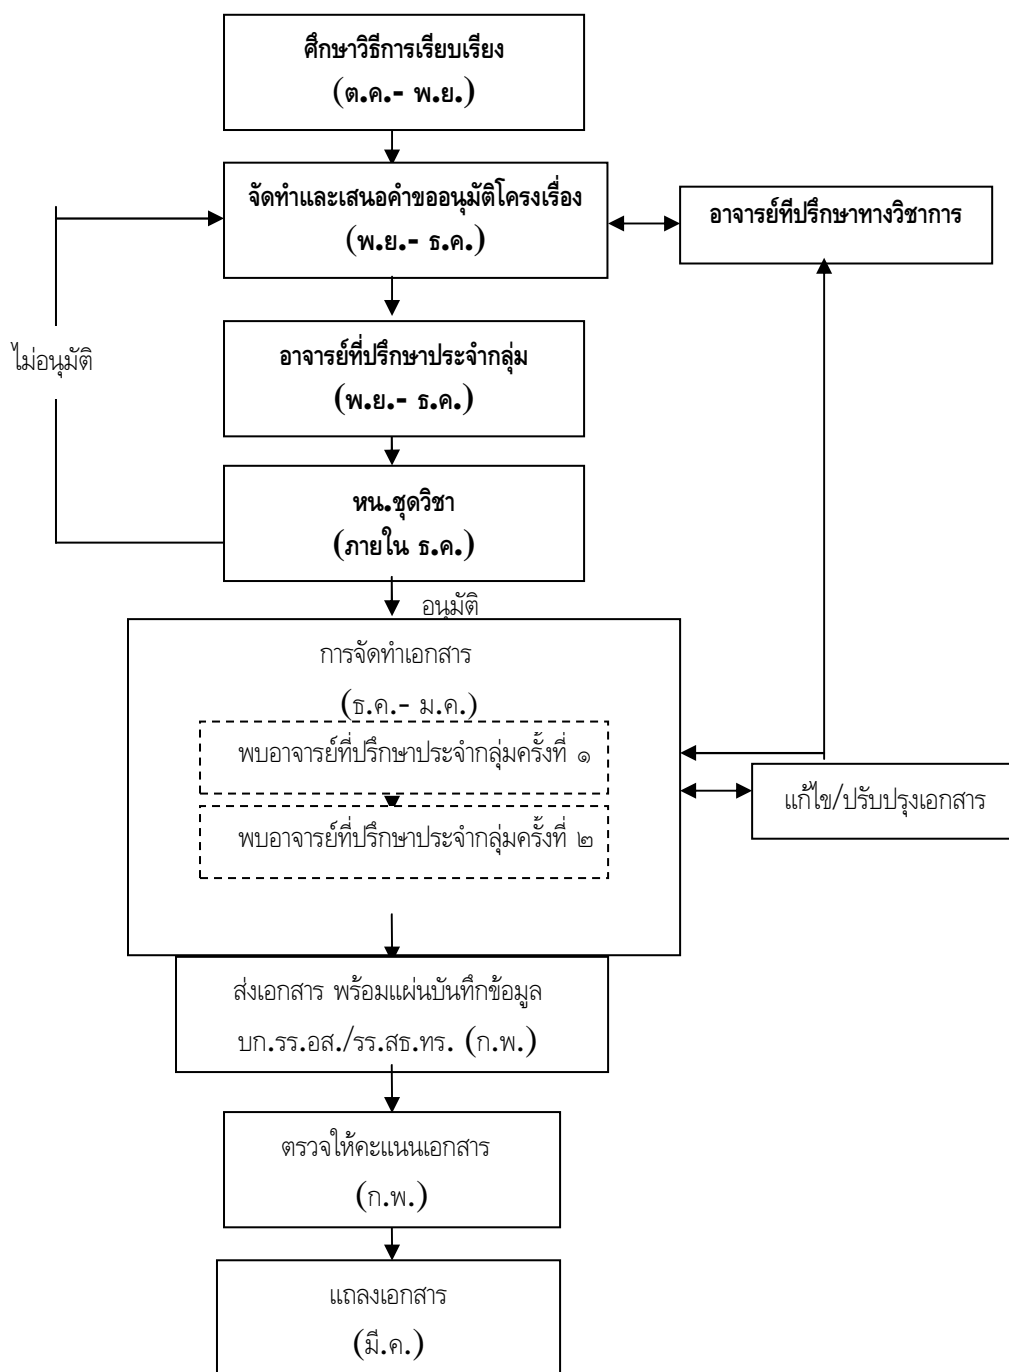 ศึกษาวิธีการเรียบเรียง
(ต.ค.- พ.ย.)
จัดทำและเสนอคำขออนุมัติโครงเรื่อง
(พ.ย.- ธ.ค.)
อาจารย์ที่ปรึกษาทางวิชาการ
ไม่อนุมัติ
อาจารย์ที่ปรึกษาประจำกลุ่ม
(พ.ย.- ธ.ค.)
หน.ชุดวิชา
(ภายใน ธ.ค.)
อนุมัติ
การจัดทำเอกสาร
(ธ.ค.- ม.ค.)
พบอาจารย์ที่ปรึกษาประจำกลุ่มครั้งที่ ๑
แก้ไข/ปรับปรุงเอกสาร
พบอาจารย์ที่ปรึกษาประจำกลุ่มครั้งที่ ๒
ส่งเอกสาร พร้อมแผ่นบันทึกข้อมูล
บก.รร.อส./รร.สธ.ทร. (ก.พ.)
ตรวจให้คะแนนเอกสาร
(ก.พ.)
แถลงเอกสาร
(มี.ค.)